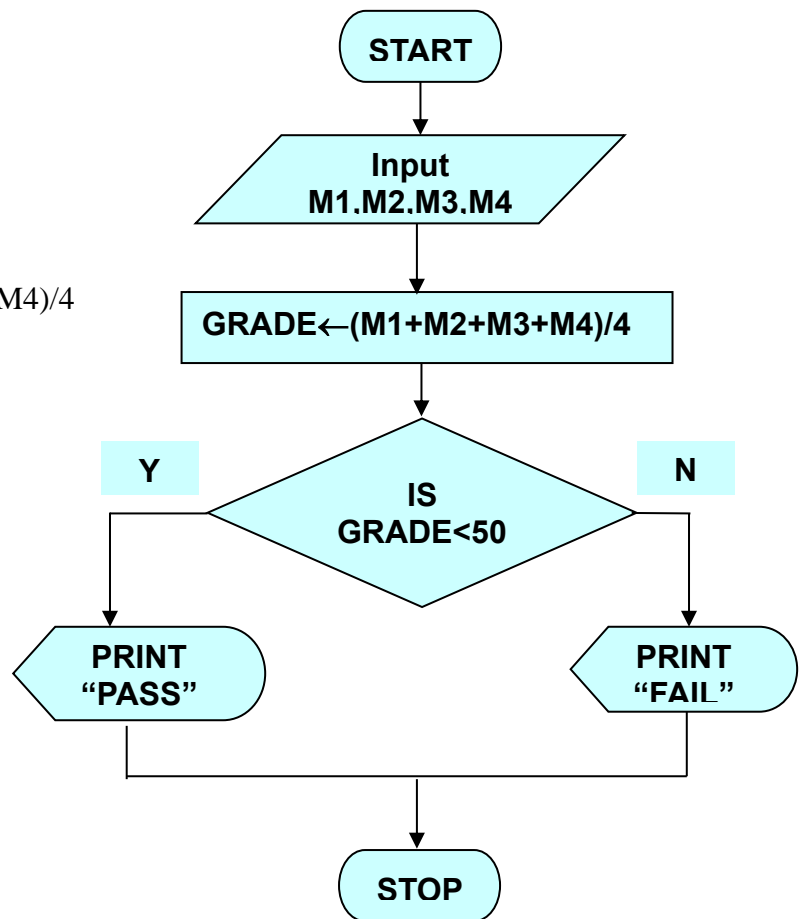 START
Input
M1,M2,M3,M4
M4)/4
GRADE←(M1+M2+M3+M4)/4
Y
N
IS
GRADE<50
PRINT
“PASS”
PRINT
“FAIL”
STOP